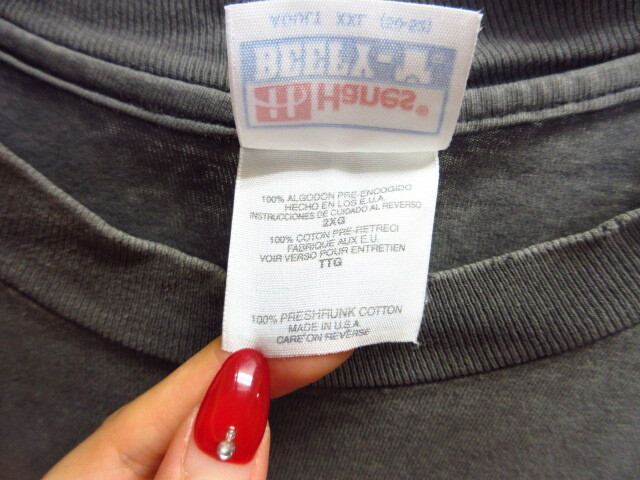 ADULT XXL (50-52)
BEEFY-T
Hanes®
100% ALGODON PRE-ENCOGIDO
HECHO EN LOS E.U.A.
INSTRUCCIONES DE CUIDADO AL REVERSO
2XG
100% COTON PRE-RETRECI
FABRIQUE AUX E.U.
VOIR VERSO POUR ENTRETIEN
TTG
100% PRESHRUNK COTTON
MADE IN U.S.A.
CARE ON REVERSE